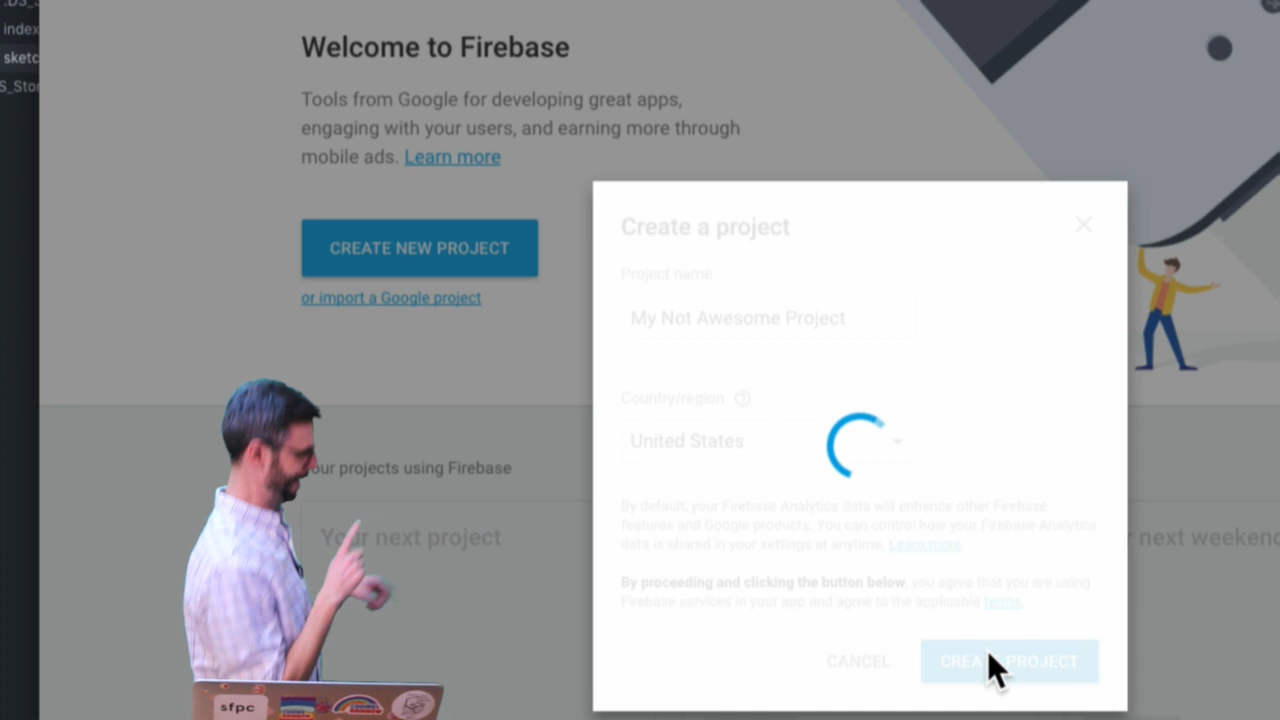 index
Welcome to Firebase
Tools from Google for developing great apps,
engaging with your users, and earning more through
mobile ads. Learn more
CREATE NEW PROJECT
or import a Google project
our projects using Firebase
Your next project
next weekend
Create a project
Project name
My Not Awesome Project
Country/region
United States
By default, your Firebase Analytics data will enhance other Firebase
features and Google products. You can control how your Firebase Analytics
data is shared in your settings at anytime. Learn more.
By proceeding and clicking the button below, you agree that you are using
Firebase services in your app and agree to the applicable terms.
CANCEL
CREATE PROJECT
sfpc